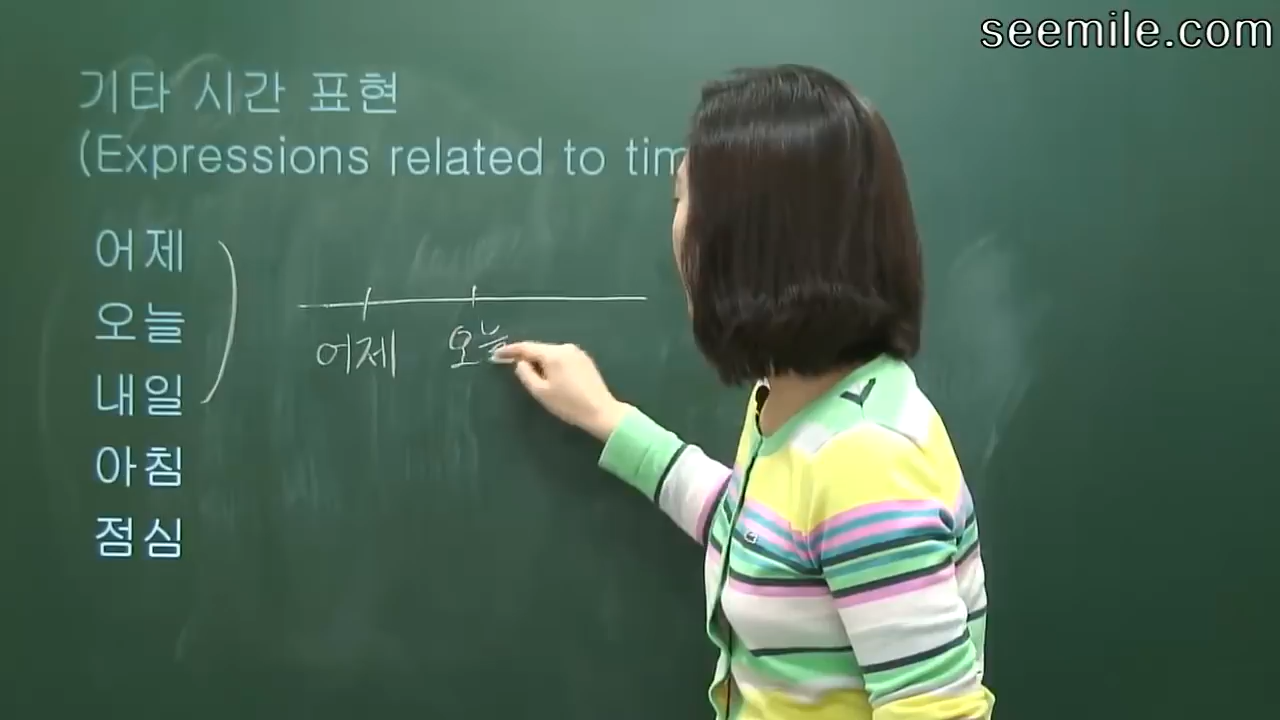 seemile.com
기타 시간 표현
(Expressions related to tim
어제
오늘
내일
아침
점심
어제 오늘